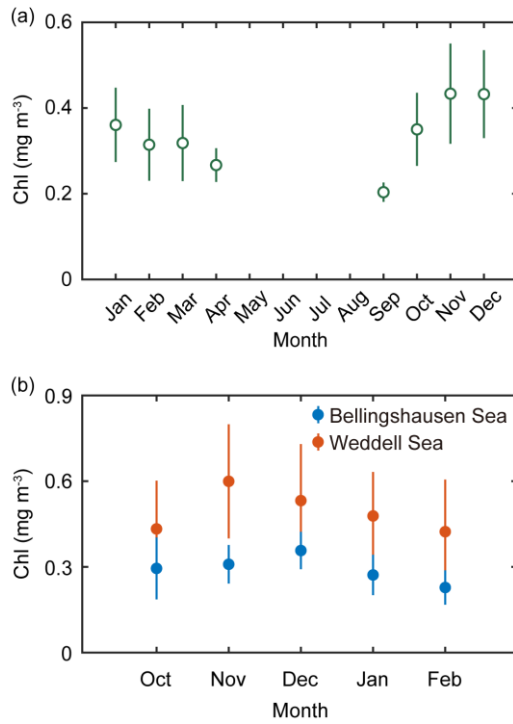 (a)
0.6
0.4
0.2
0
Chl (mg m⁻³)
Jan Feb Mar Apr May Jun Jul Aug Sep Oct Nov Dec
Month
(b)
0.9
0.6
0.3
0
Chl (mg m⁻³)
Bellingshausen Sea
Weddell Sea
Oct Nov Dec Jan Feb
Month